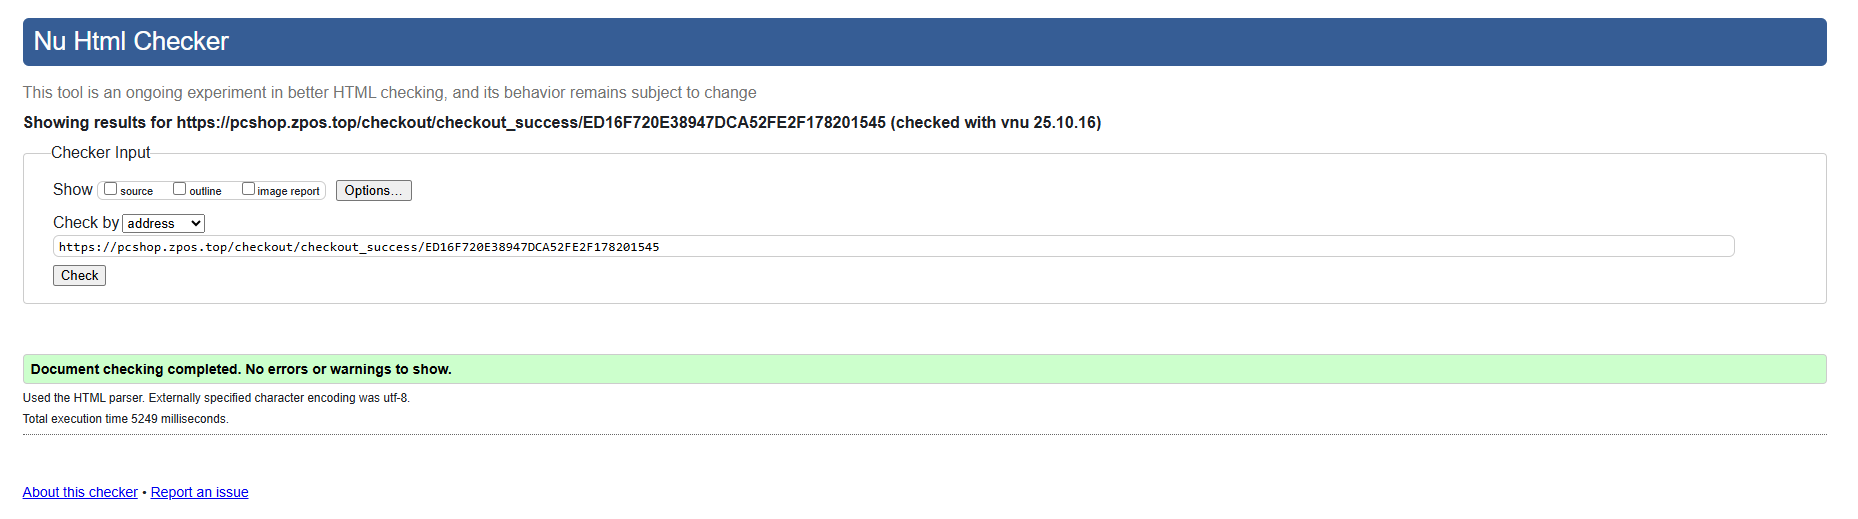 Nu Html Checker
This tool is an ongoing experiment in better HTML checking, and its behavior remains subject to change
Showing results for https://pcshop.zpos.top/checkout/checkout_success/ED16F720E38947DCA52FE2F178201545 (checked with vnu 25.10.16)
Checker Input
Show source outline image report Options...
Check by address
https://pcshop.zpos.top/checkout/checkout_success/ED16F720E38947DCA52FE2F178201545
Check
Document checking completed. No errors or warnings to show.
Used the HTML parser. Externally specified character encoding was utf-8.
Total execution time 5249 milliseconds.
About this checker • Report an issue